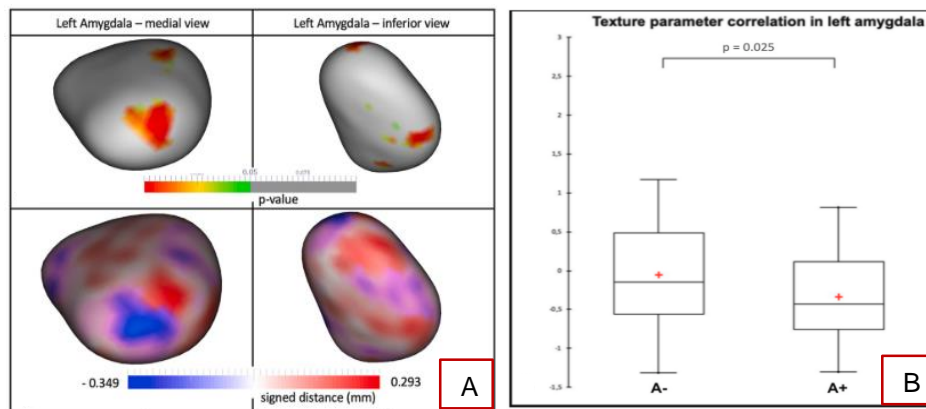 Left Amygdala – medial view
Left Amygdala – inferior view
0.05
p-value
- 0.349
0.293
signed distance (mm)
A
Texture parameter correlation in left amygdala
p = 0.025
3
2,5
2
1,5
1
0,5
0
-0,5
-1
-1,5
A-
A+
B